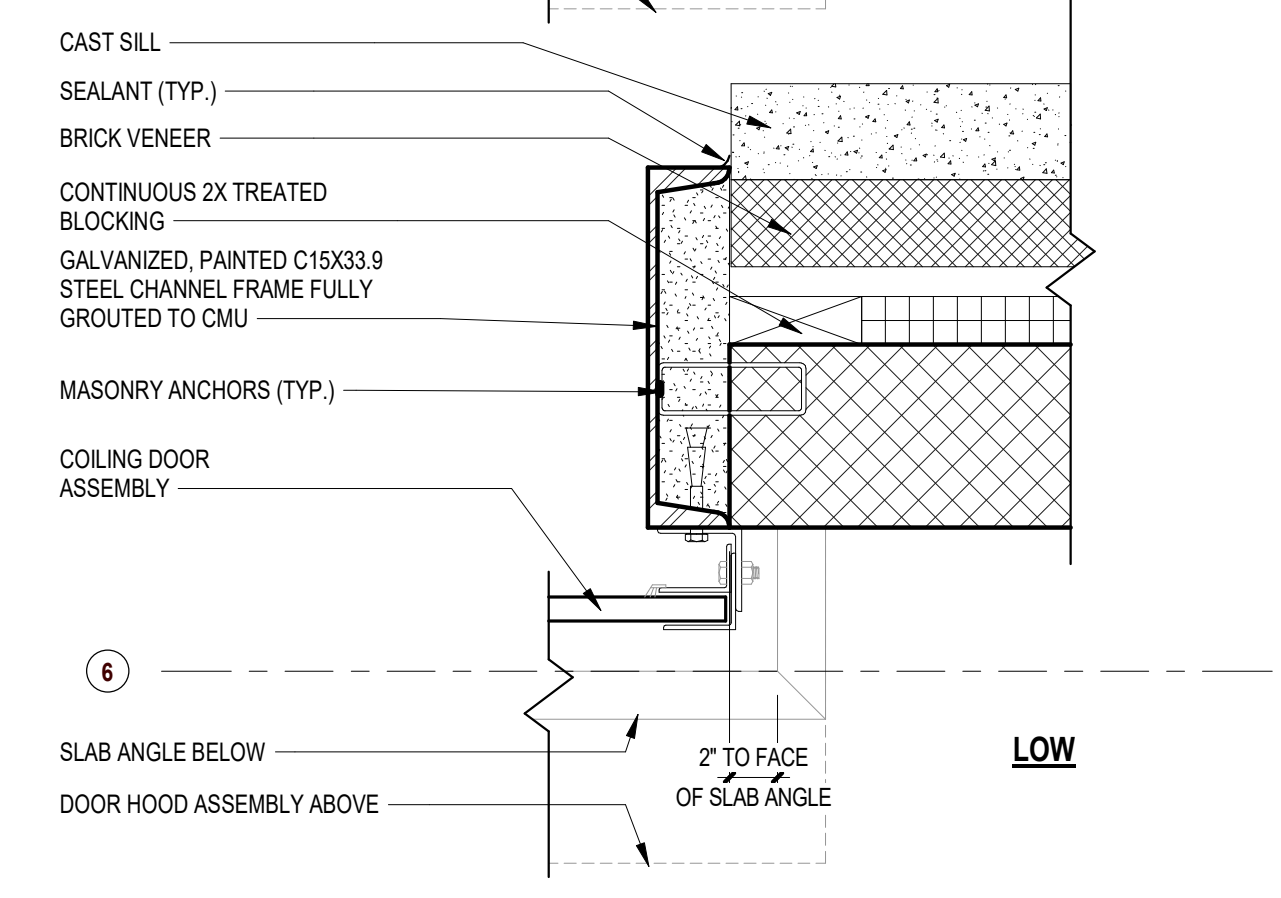 CAST SILL
SEALANT (TYP.)
BRICK VENEER
CONTINUOUS 2X TREATED
BLOCKING
GALVANIZED, PAINTED C15X33.9
STEEL CHANNEL FRAME FULLY
GROUTED TO CMU
MASONRY ANCHORS (TYP.)
COILING DOOR
ASSEMBLY
6
SLAB ANGLE BELOW
DOOR HOOD ASSEMBLY ABOVE
2" TO FACE
OF SLAB ANGLE
LOW